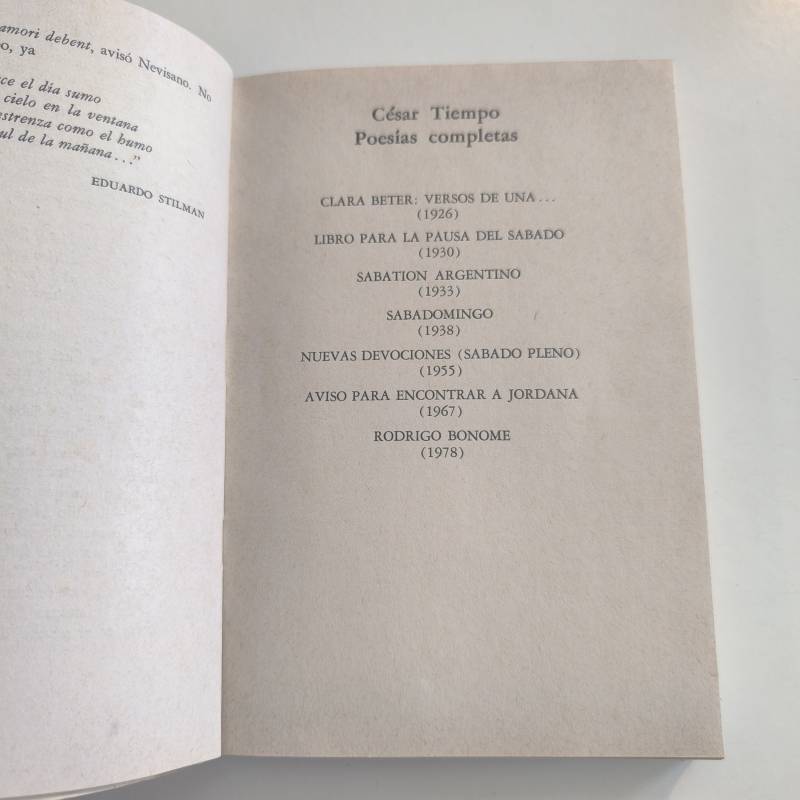 amori debent, avisó Nevisano. No
o, ya
ce el día sumo
cielo en la ventana
strenza como el humo
ul de la mañana..."
EDUARDO STILMAN
César Tiempo
Poesías completas
CLARA BETER: VERSOS DE UNA...
(1926)
LIBRO PARA LA PAUSA DEL SABADO
(1930)
SABATION ARGENTINO
(1933)
SABADOMINGO
(1938)
NUEVAS DEVOCIONES (SABADO PLENO)
(1955)
AVISO PARA ENCONTRAR A JORDANA
(1967)
RODRIGO BONOME
(1978)